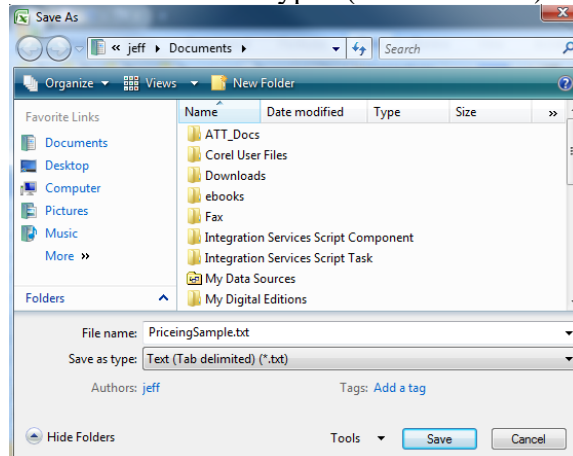 Save As
« jeff ▸ Documents ▸ Search
Organize Views New Folder
Favorite Links
Documents
Desktop
Computer
Pictures
Music
More »
Folders
Name Date modified Type Size »
ATT_Docs
Corel User Files
Downloads
ebooks
Fax
Integration Services Script Component
Integration Services Script Task
My Data Sources
My Digital Editions
File name: PriceingSample.txt
Save as type: Text (Tab delimited) (*.txt)
Authors: jeff Tags: Add a tag
Hide Folders Tools Save Cancel